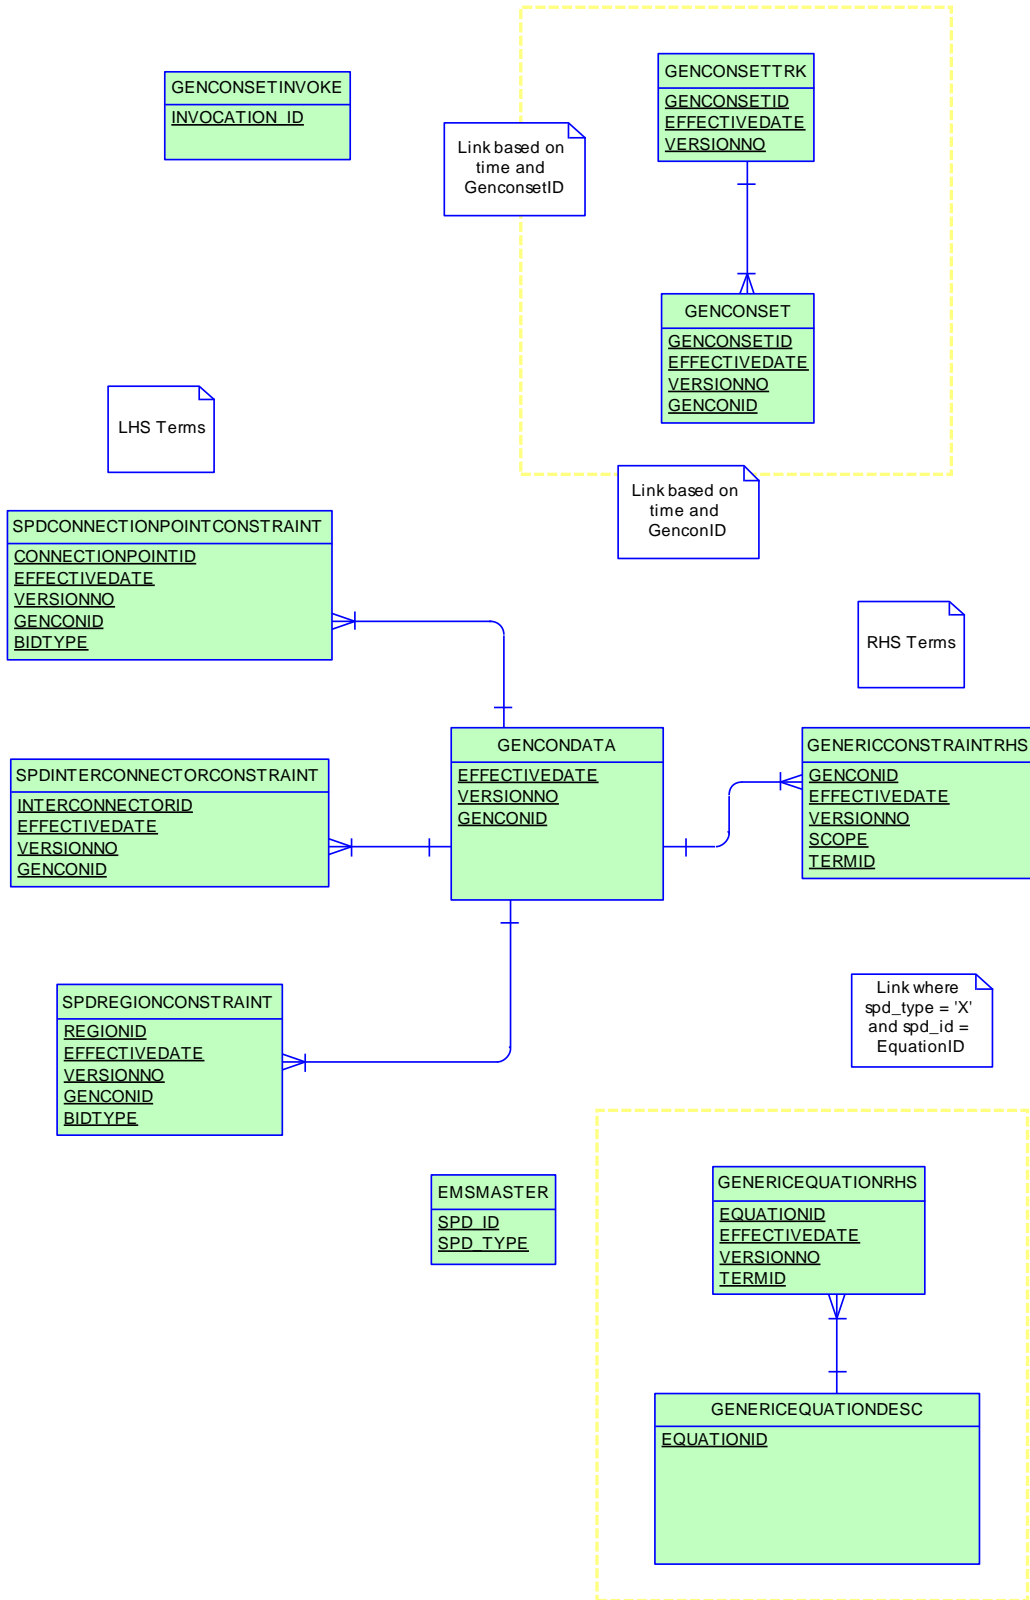 GENCONSETINVOKE
INVOCATION_ID
Link based on
time and
GenconsetID
GENCONSETTRK
GENCONSETID
EFFECTIVEDATE
VERSIONNO
GENCONSET
GENCONSETID
EFFECTIVEDATE
VERSIONNO
GENCONID
LHS Terms
Link based on
time and
GenconID
SPDCONNECTIONPOINTCONSTRAINT
CONNECTIONPOINTID
EFFECTIVEDATE
VERSIONNO
GENCONID
BIDTYPE
RHS Terms
SPDINTERCONNECTORCONSTRAINT
INTERCONNECTORID
EFFECTIVEDATE
VERSIONNO
GENCONID
GENCONDATA
EFFECTIVEDATE
VERSIONNO
GENCONID
GENERICCONSTRAINTRHS
GENCONID
EFFECTIVEDATE
VERSIONNO
SCOPE
TERMID
SPDREGIONCONSTRAINT
REGIONID
EFFECTIVEDATE
VERSIONNO
GENCONID
BIDTYPE
Link where
spd_type = 'X'
and spd_id =
EquationID
EMSMASTER
SPD_ID
SPD_TYPE
GENERICEQUATIONRHS
EQUATIONID
EFFECTIVEDATE
VERSIONNO
TERMID
GENERICEQUATIONDESC
EQUATIONID